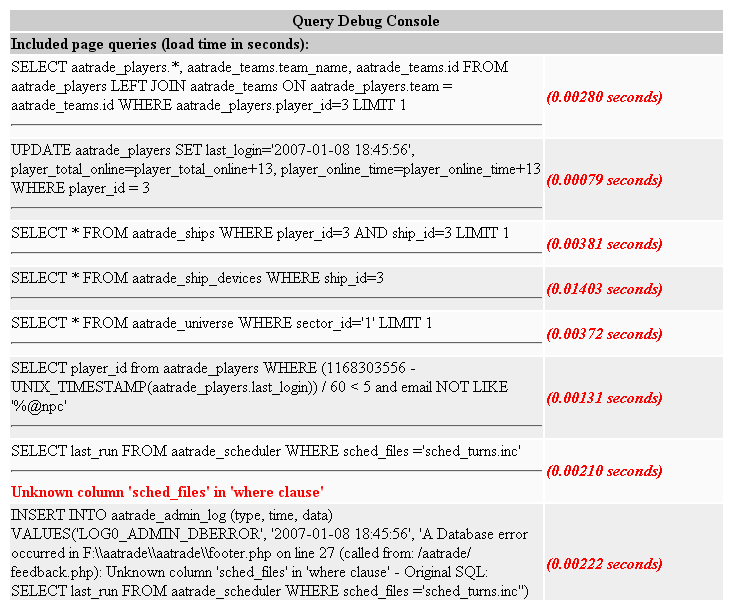 Query Debug Console
Included page queries (load time in seconds):
SELECT aatrade_players.*, aatrade_teams.team_name, aatrade_teams.id FROM
aatrade_players LEFT JOIN aatrade_teams ON aatrade_players.team =
aatrade_teams.id WHERE aatrade_players.player_id=3 LIMIT 1
(0.00280 seconds)
UPDATE aatrade_players SET last_login='2007-01-08 18:45:56',
player_total_online=player_total_online+13, player_online_time=player_online_time+13
WHERE player_id = 3
(0.00079 seconds)
SELECT * FROM aatrade_ships WHERE player_id=3 AND ship_id=3 LIMIT 1
(0.00381 seconds)
SELECT * FROM aatrade_ship_devices WHERE ship_id=3
(0.01403 seconds)
SELECT * FROM aatrade_universe WHERE sector_id='1' LIMIT 1
(0.00372 seconds)
SELECT player_id from aatrade_players WHERE (1168303556 -
UNIX_TIMESTAMP(aatrade_players.last_login)) / 60 < 5 and email NOT LIKE
'%@npc'
(0.00131 seconds)
SELECT last_run FROM aatrade_scheduler WHERE sched_files ='sched_turns.inc'
(0.00210 seconds)
Unknown column 'sched_files' in 'where clause'
INSERT INTO aatrade_admin_log (type, time, data)
VALUES('LOG0_ADMIN_DBERROR', '2007-01-08 18:45:56', 'A Database error
occurred in F:\\aatrade\\aatrade\\footer.php on line 27 (called from: /aatrade/
feedback.php): Unknown column 'sched_files' in 'where clause' - Original SQL:
SELECT last_run FROM aatrade_scheduler WHERE sched_files ='sched_turns.inc'')
(0.00222 seconds)